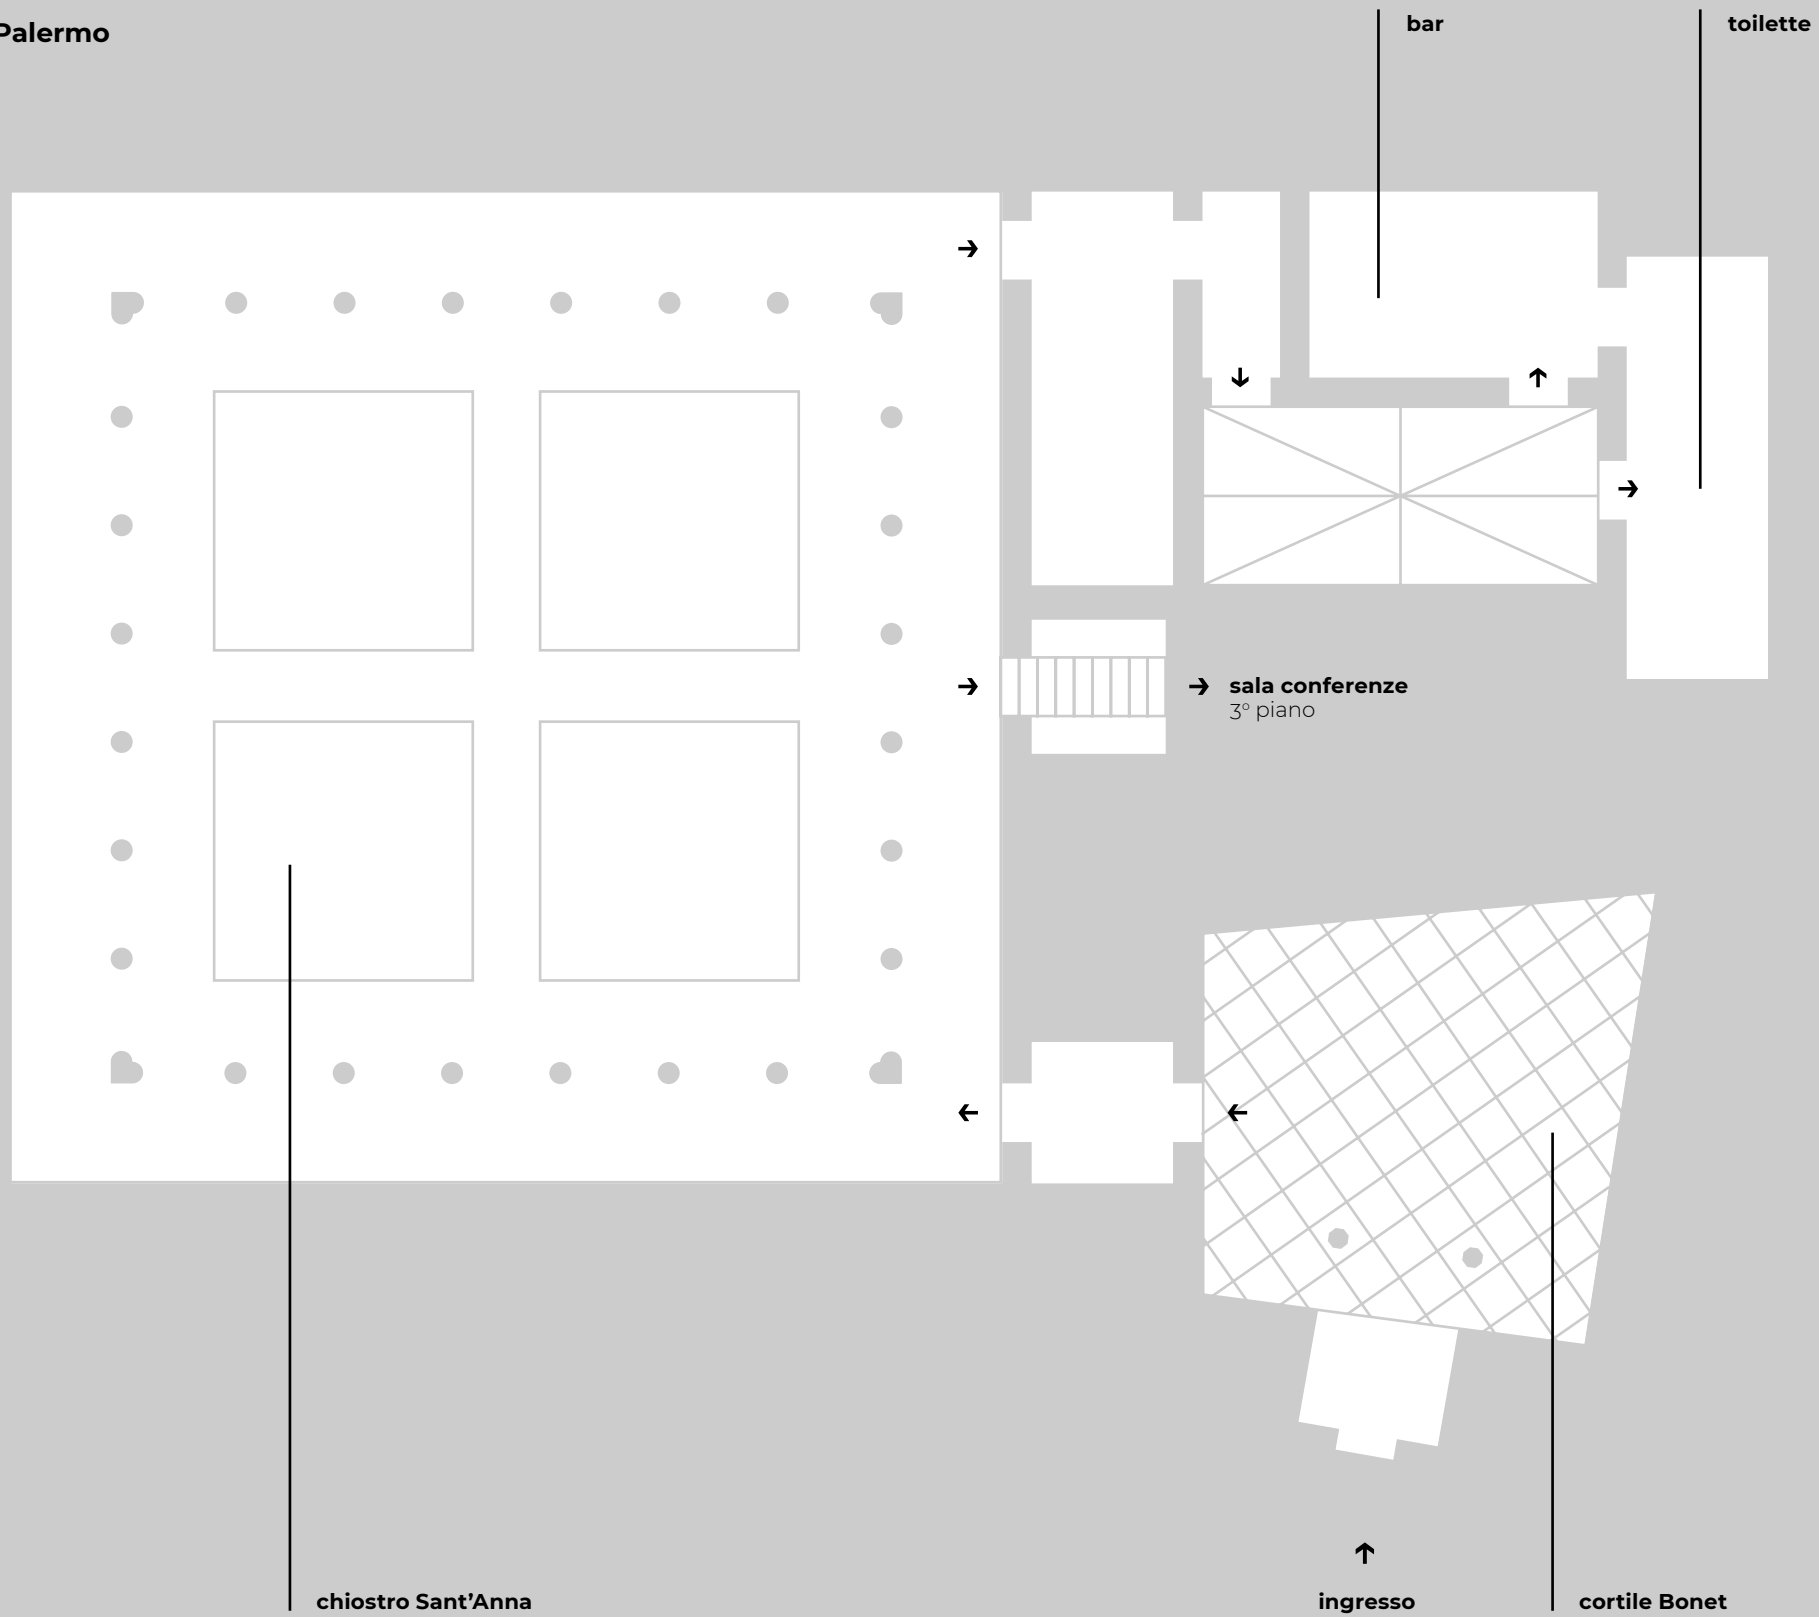 Palermo
bar
toilette
sala conferenze
3° piano
chiostro Sant’Anna
ingresso
cortile Bonet